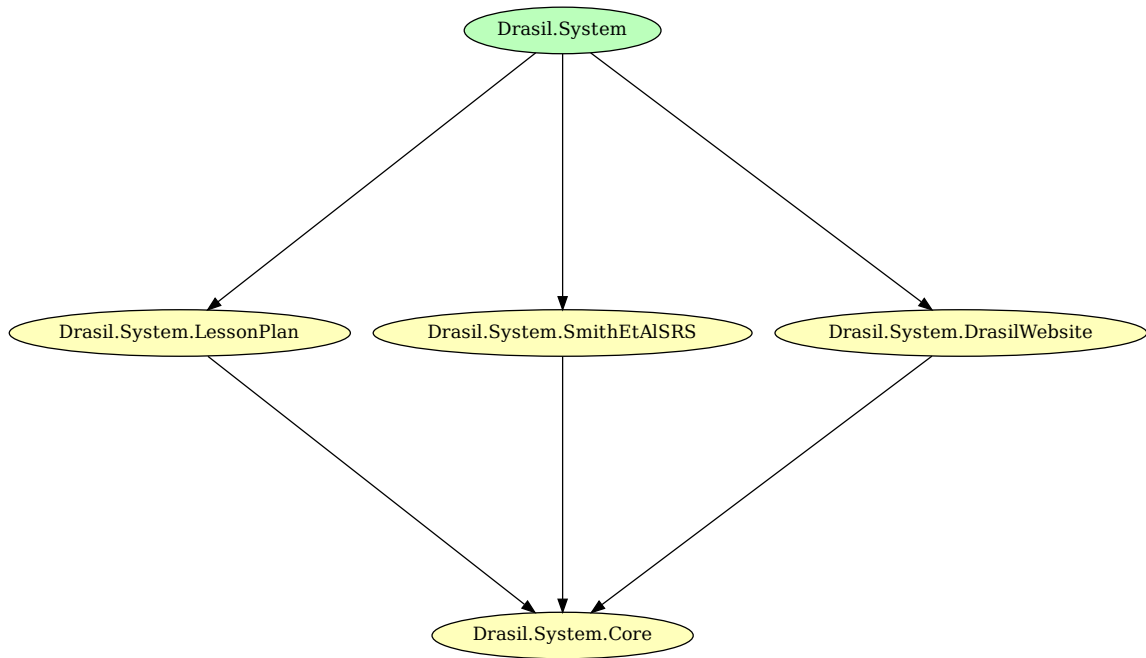 Drasil.System
Drasil.System.LessonPlan
Drasil.System.SmithEtAlSRS
Drasil.System.DrasilWebsite
Drasil.System.Core